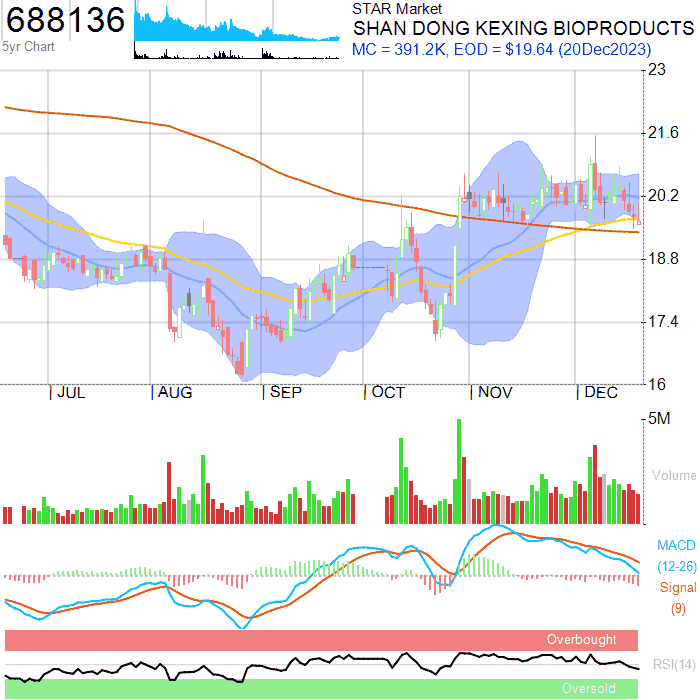 688136
5yr Chart
STAR Market
SHAN DONG KEXING BIOPRODUCTS
MC = 391.2K, EOD = $19.64 (20Dec2023)
23
21.6
20.2
18.8
17.4
16
JUL
AUG
SEP
OCT
NOV
DEC
5M
Volume
MACD
(12-26)
Signal
(9)
Overbought
RSI(14)
Oversold